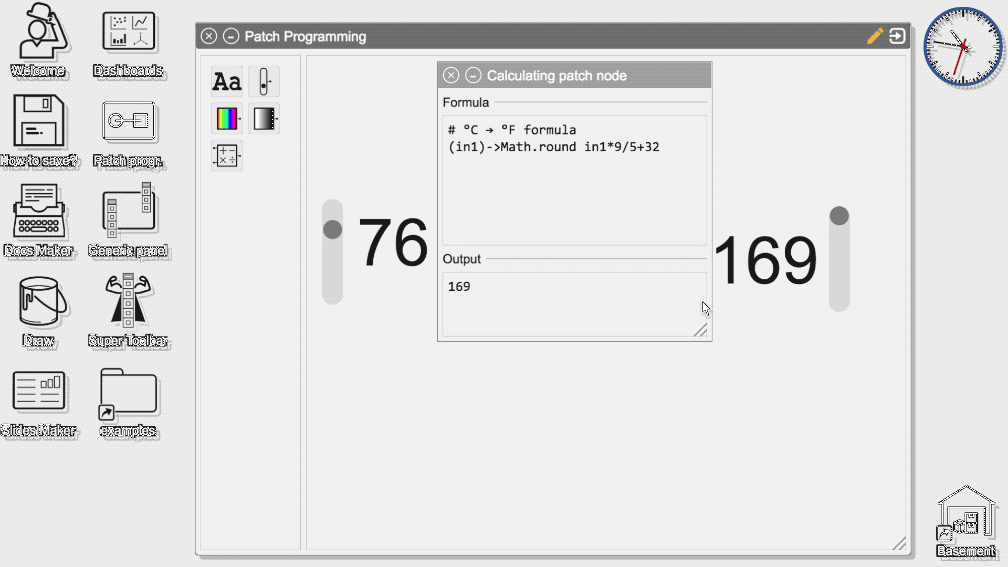 Welcome
Dashboards
How to save?
Patch progr.
Docs Maker
Generic panel
Draw
Super Toolbar
Slides Maker
examples
Patch Programming
Aa
76
Calculating patch node
Formula
# °C → °F formula
(in1)->Math.round in1*9/5+32
Output
169
169
Basement